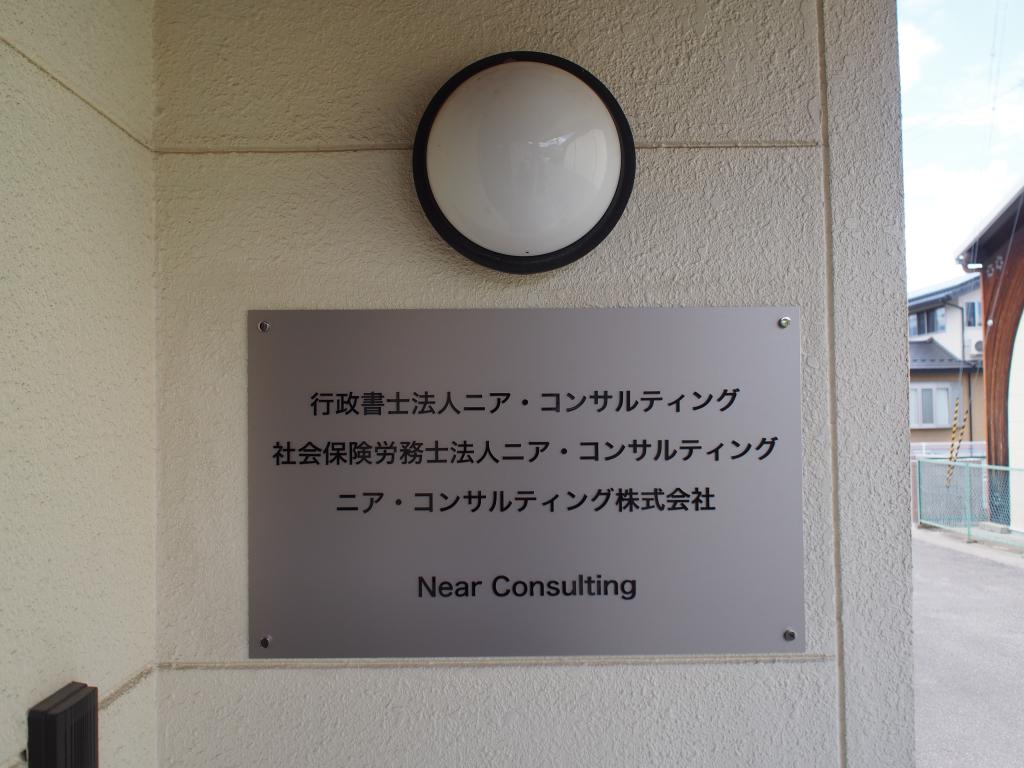 行政書士法人ニア・コンサルティング
社会保険労務士法人ニア・コンサルティング
ニア・コンサルティング株式会社
Near Consulting